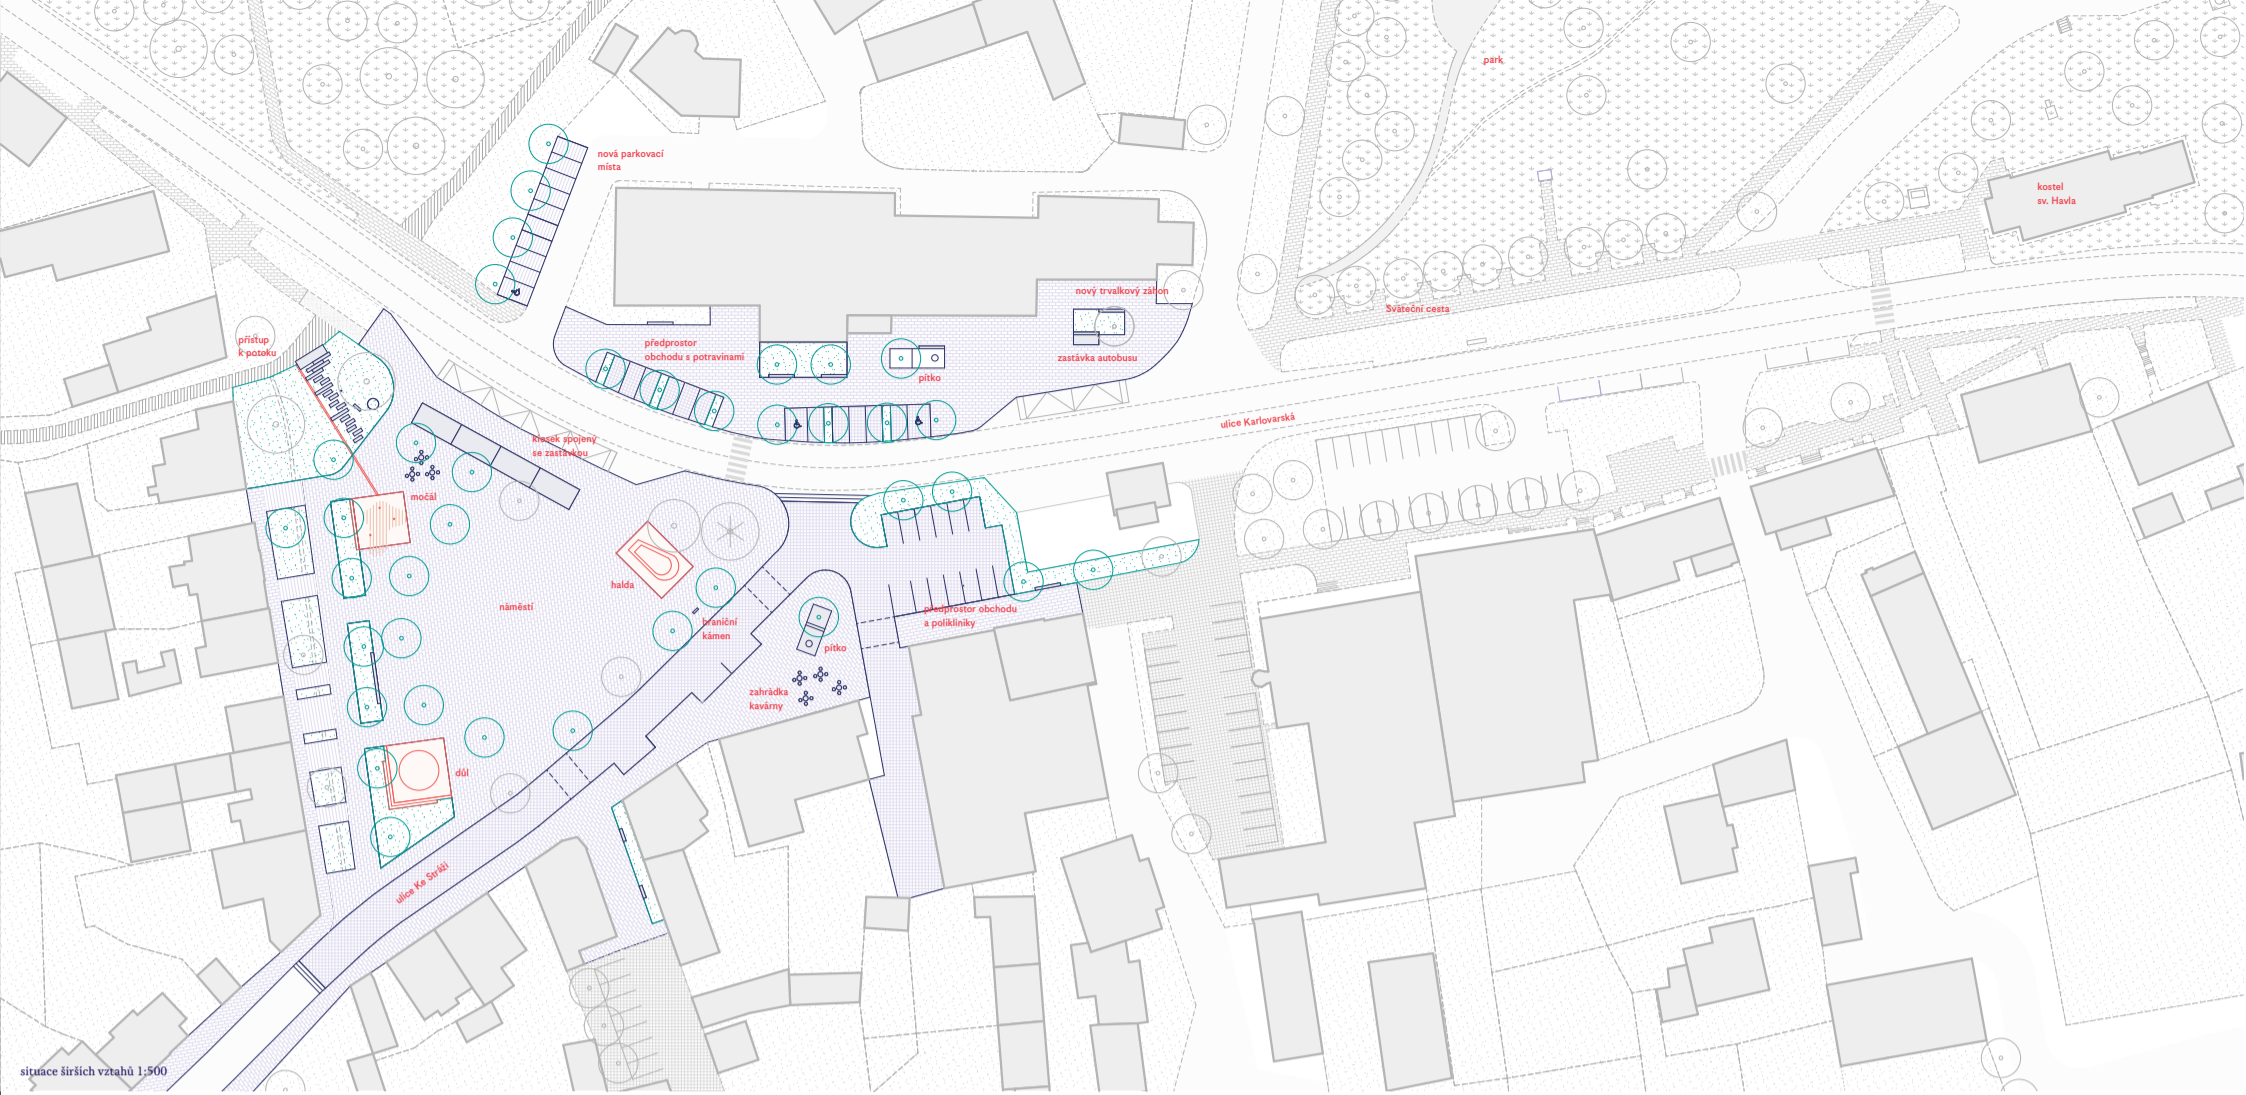 park
nová parkovací
místa
kostel
sv. Havla
nový trvalkový záhon
Sváteční cesta
přístup
k potoku
předprostor
obchodu s potravinami
zastávka autobusu
pítko
ulice Karlovarská
kiosek spojený
se zastávkou
močál
halda
náměstí
hraniční
kámen
předprostor obchodu
a polikliniky
pítko
zahrádka
kavárny
důl
ulice Ke Stráži
situace širších vztahů 1:500